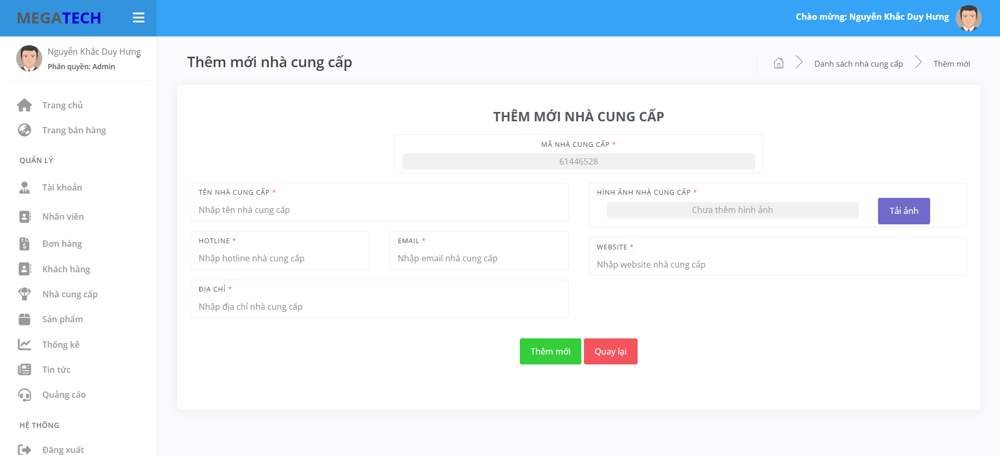 MEGATECH
Chào mừng: Nguyễn Khắc Duy Hưng
Nguyễn Khắc Duy Hưng
Phân quyền: Admin
Trang chủ
Trang bán hàng
QUẢN LÝ
Tài khoản
Nhân viên
Đơn hàng
Khách hàng
Nhà cung cấp
Sản phẩm
Thống kê
Tin tức
Quảng cáo
HỆ THỐNG
Đăng xuất
Thêm mới nhà cung cấp
Danh sách nhà cung cấp
Thêm mới
THÊM MỚI NHÀ CUNG CẤP
MÃ NHÀ CUNG CẤP *
61446528
TÊN NHÀ CUNG CẤP *
Nhập tên nhà cung cấp
HÌNH ẢNH NHÀ CUNG CẤP *
Chưa thêm hình ảnh
Tải ảnh
HOTLINE *
Nhập hotline nhà cung cấp
EMAIL *
Nhập email nhà cung cấp
WEBSITE *
Nhập website nhà cung cấp
ĐỊA CHỈ *
Nhập địa chỉ nhà cung cấp
Thêm mới
Quay lại